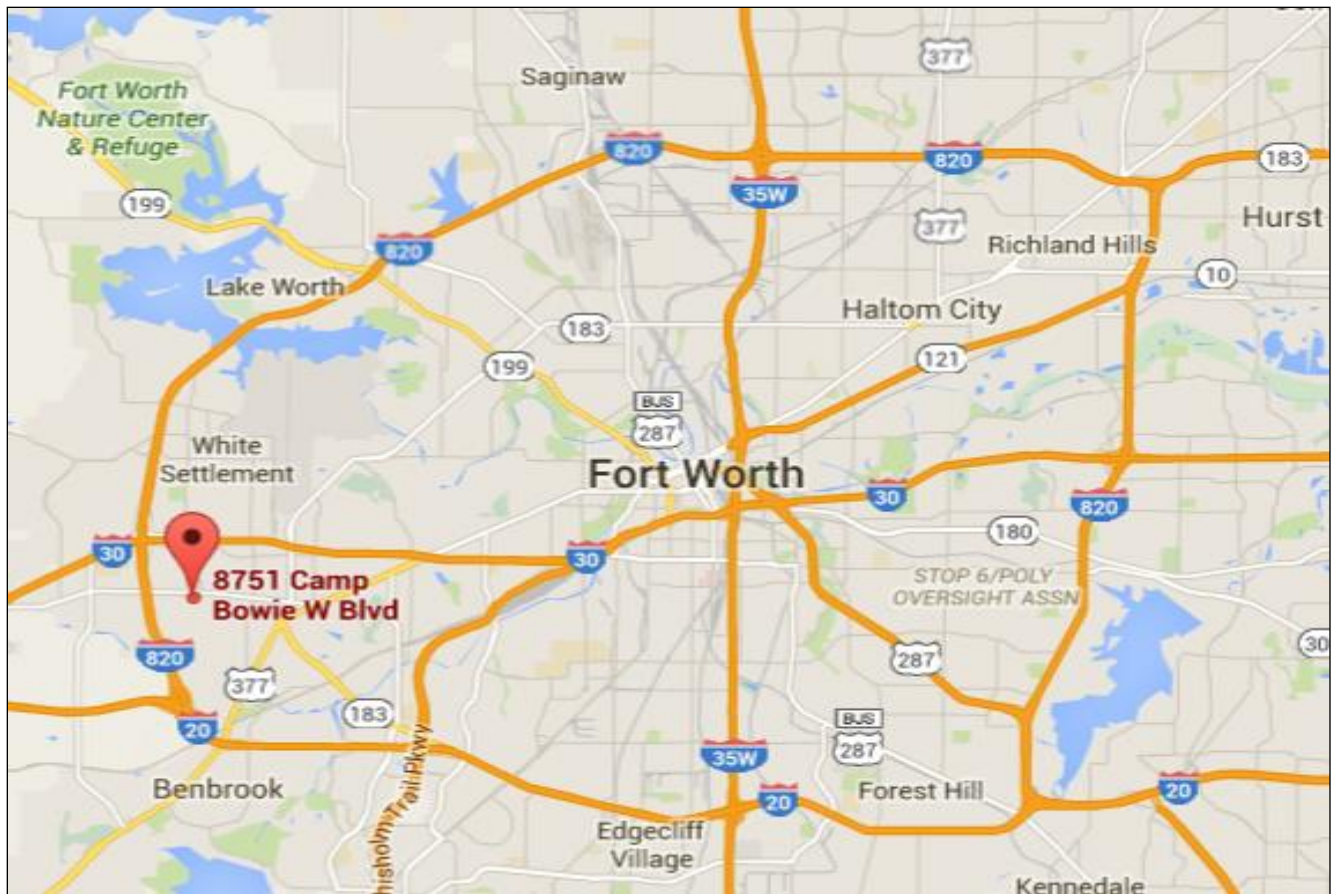 377
Saginaw
Fort Worth
Nature Center
& Refuge
820
820
183
199
35W
377
Hurst
Richland Hills
820
10
Lake Worth
Haltom City
183
199
121
BUS
287
White
Settlement
Fort Worth
30
820
180
30
30
8751 Camp
Bowie W Blvd
STOP 6/POLY
OVERSIGHT ASSN
30
820
287
377
183
20
BUS
287
35W
Benbrook
Trail Pkwy
20
Forest Hill
20
Edgecliff
Village
Kennedale